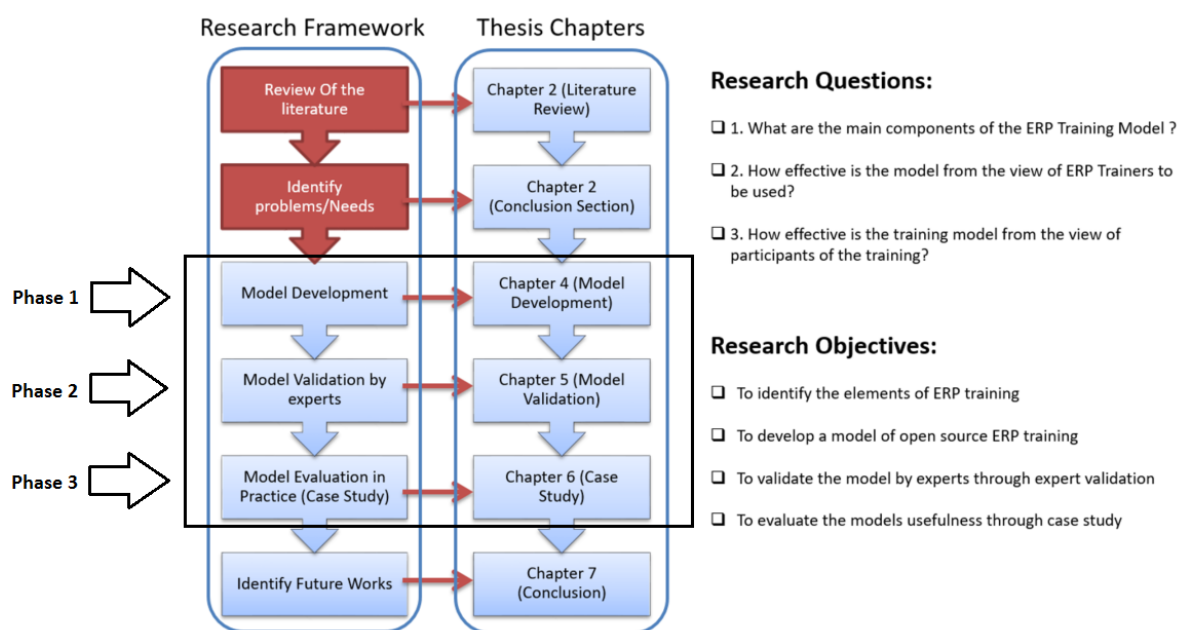 Research Framework
Thesis Chapters
Review Of the
literature
Chapter 2 (Literature
Review)
Identify
problems/Needs
Chapter 2
(Conclusion Section)
Phase 1
Model Development
Chapter 4 (Model
Development)
Phase 2
Model Validation by
experts
Chapter 5 (Model
Validation)
Phase 3
Model Evaluation in
Practice (Case Study)
Chapter 6 (Case
Study)
Identify Future Works
Chapter 7
(Conclusion)
Research Questions:
1. What are the main components of the ERP Training Model ?
2. How effective is the model from the view of ERP Trainers to
be used?
3. How effective is the training model from the view of
participants of the training?
Research Objectives:
To identify the elements of ERP training
To develop a model of open source ERP training
To validate the model by experts through expert validation
To evaluate the models usefulness through case study